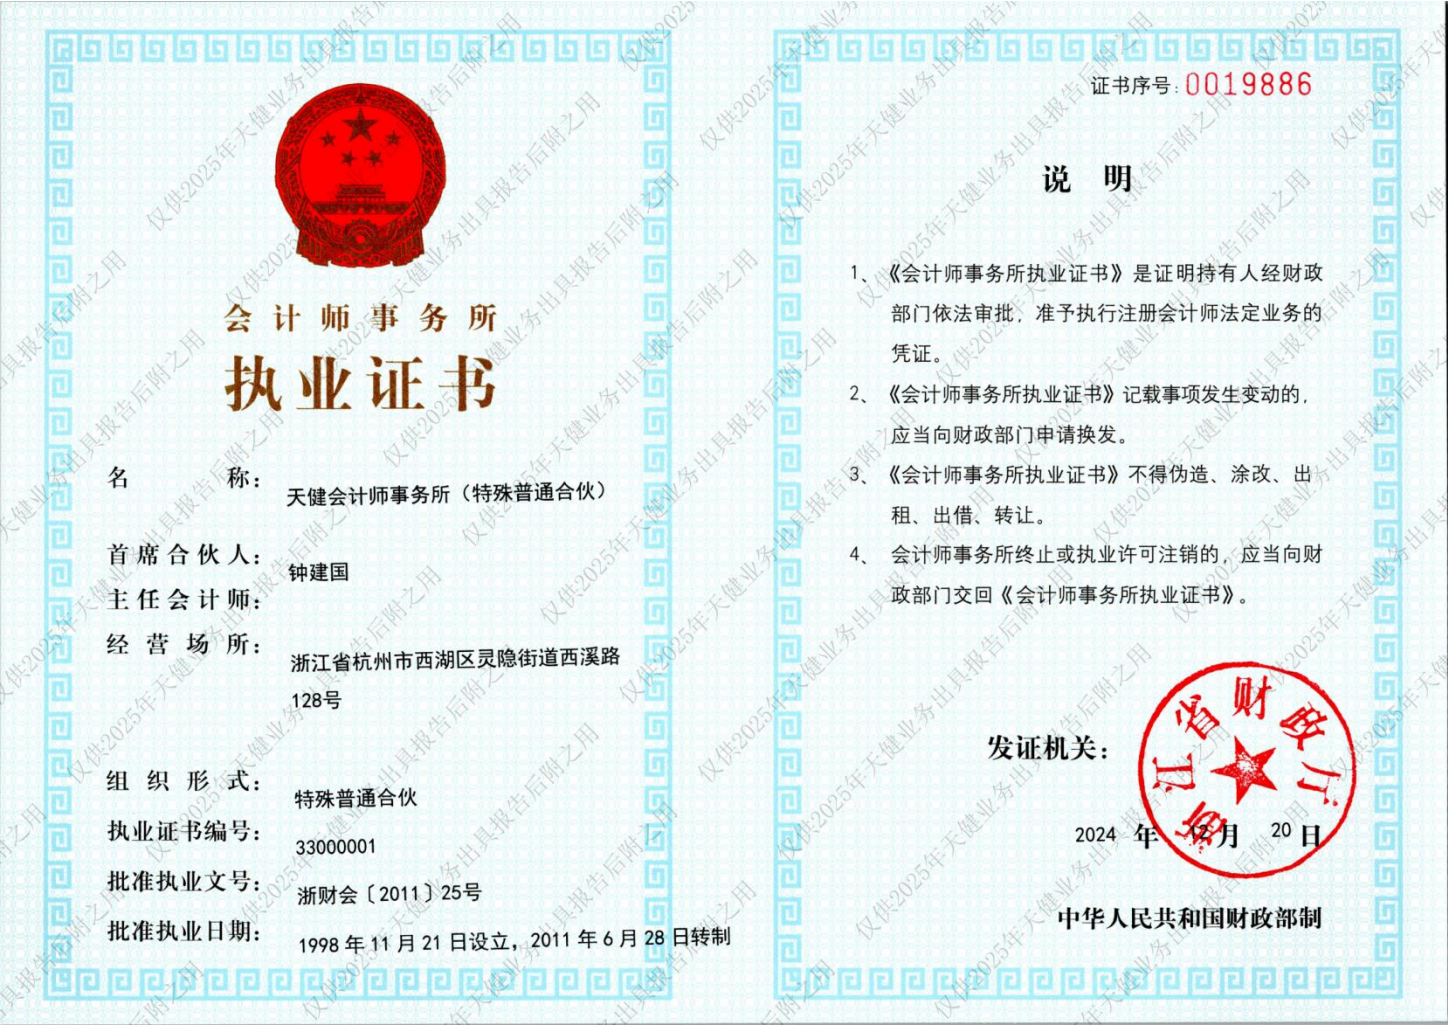 会计师事务所
执业证书
名称：天健会计师事务所（特殊普通合伙）
首席合伙人：钟建国
主任会计师：
经营场所：浙江省杭州市西湖区灵隐街道西溪路
128号
组织形式：特殊普通合伙
执业证书编号：33000001
批准执业文号：浙财会〔2011〕25号
批准执业日期：1998年11月21日设立，2011年6月28日转制
证书序号：0019886
说明
1、《会计师事务所执业证书》是证明持有人经财政
部门依法审批，准予执行注册会计师法定业务的
凭证。
2、《会计师事务所执业证书》记载事项发生变动的，
应当向财政部门申请换发。
3、《会计师事务所执业证书》不得伪造、涂改、出
租、出借、转让。
4、会计师事务所终止或执业许可注销的，应当向财
政部门交回《会计师事务所执业证书》。
发证机关：
浙江省财政厅
2024年12月20日
中华人民共和国财政部制
仅供2025年天健业务出具报告后附之用